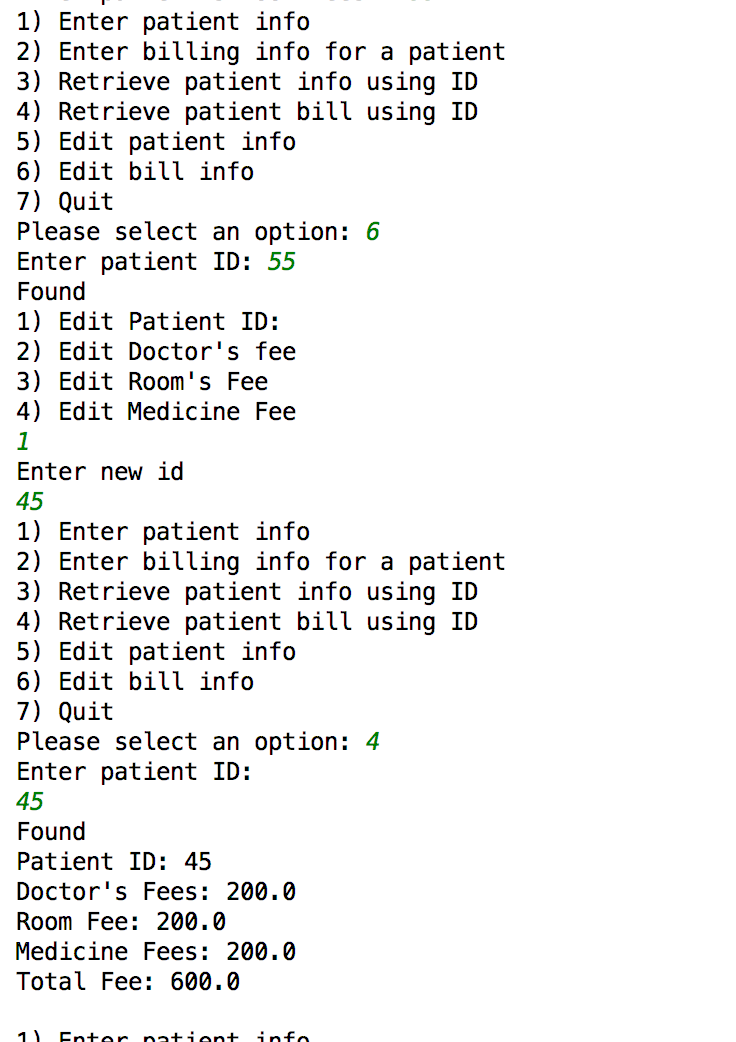 1) Enter patient info
2) Enter billing info for a patient
3) Retrieve patient info using ID
4) Retrieve patient bill using ID
5) Edit patient info
6) Edit bill info
7) Quit
Please select an option: 6
Enter patient ID: 55
Found
1) Edit Patient ID:
2) Edit Doctor's fee
3) Edit Room's Fee
4) Edit Medicine Fee
1
Enter new id
45
1) Enter patient info
2) Enter billing info for a patient
3) Retrieve patient info using ID
4) Retrieve patient bill using ID
5) Edit patient info
6) Edit bill info
7) Quit
Please select an option: 4
Enter patient ID:
45
Found
Patient ID: 45
Doctor's Fees: 200.0
Room Fee: 200.0
Medicine Fees: 200.0
Total Fee: 600.0
1) Enter patient info